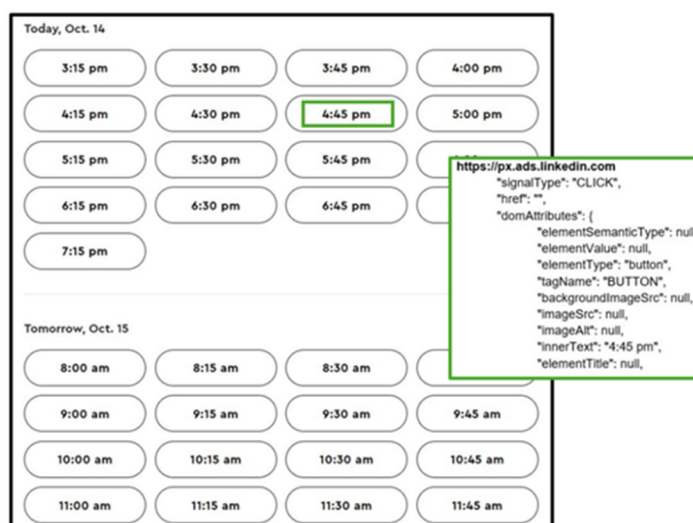 Today, Oct. 14
3:15 pm 3:30 pm 3:45 pm 4:00 pm
4:15 pm 4:30 pm 4:45 pm 5:00 pm
5:15 pm 5:30 pm 5:45 pm
6:15 pm 6:30 pm 6:45 pm
7:15 pm
https://px.ads.linkedin.com
"signalType": "CLICK",
"href": "",
"domAttributes": {
"elementSemanticType": null
"elementValue": null,
"elementType": "button",
"tagName": "BUTTON",
"backgroundImageSrc": null,
"imageSrc": null,
"imageAlt": null,
"innerText": "4:45 pm",
"elementTitle": null,
Tomorrow, Oct. 15
8:00 am 8:15 am 8:30 am
9:00 am 9:15 am 9:30 am 9:45 am
10:00 am 10:15 am 10:30 am 10:45 am
11:00 am 11:15 am 11:30 am 11:45 am